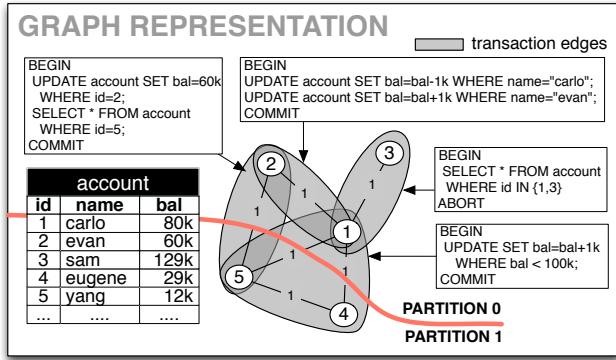 GRAPH REPRESENTATION
transaction edges
BEGIN
UPDATE account SET bal=60k
WHERE id=2;
SELECT * FROM account
WHERE id=5;
COMMIT
BEGIN
UPDATE account SET bal=bal-1k WHERE name="carlo";
UPDATE account SET bal=bal+1k WHERE name="evan";
COMMIT
BEGIN
SELECT * FROM account
WHERE id IN {1,3}
ABORT
BEGIN
UPDATE SET bal=bal+1k
WHERE bal < 100k;
COMMIT
account
id name bal
1 carlo 80k
2 evan 60k
3 sam 129k
4 eugene 29k
5 yang 12k
... .... ....
2
3
1
5
4
1
1
1
1
1
1
PARTITION 0
PARTITION 1